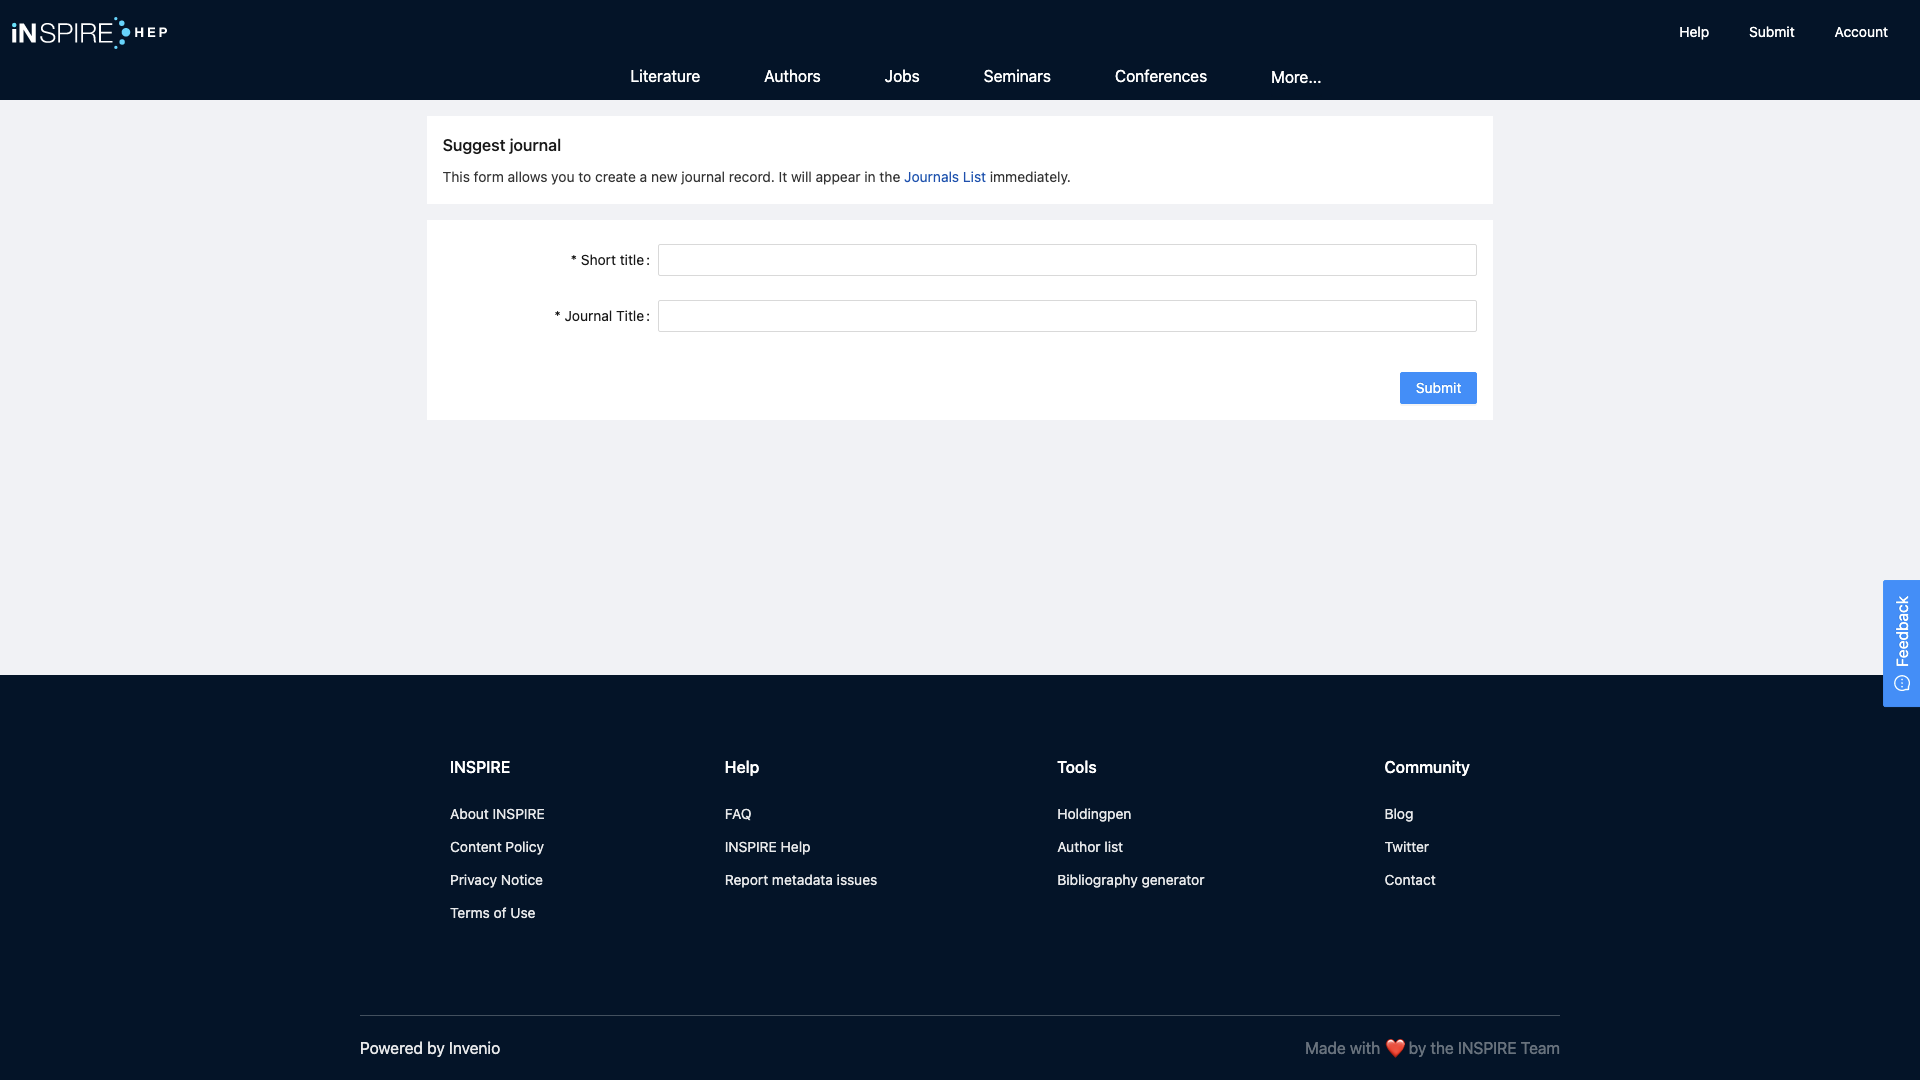 iNSPIRE HEP
Help Submit Account
Literature Authors Jobs Seminars Conferences More...
Suggest journal
This form allows you to create a new journal record. It will appear in the Journals List immediately.
* Short title :
* Journal Title :
Submit
Feedback
INSPIRE
About INSPIRE
Content Policy
Privacy Notice
Terms of Use
Help
FAQ
INSPIRE Help
Report metadata issues
Tools
Holdingpen
Author list
Bibliography generator
Community
Blog
Twitter
Contact
Powered by Invenio
Made with ❤️ by the INSPIRE Team